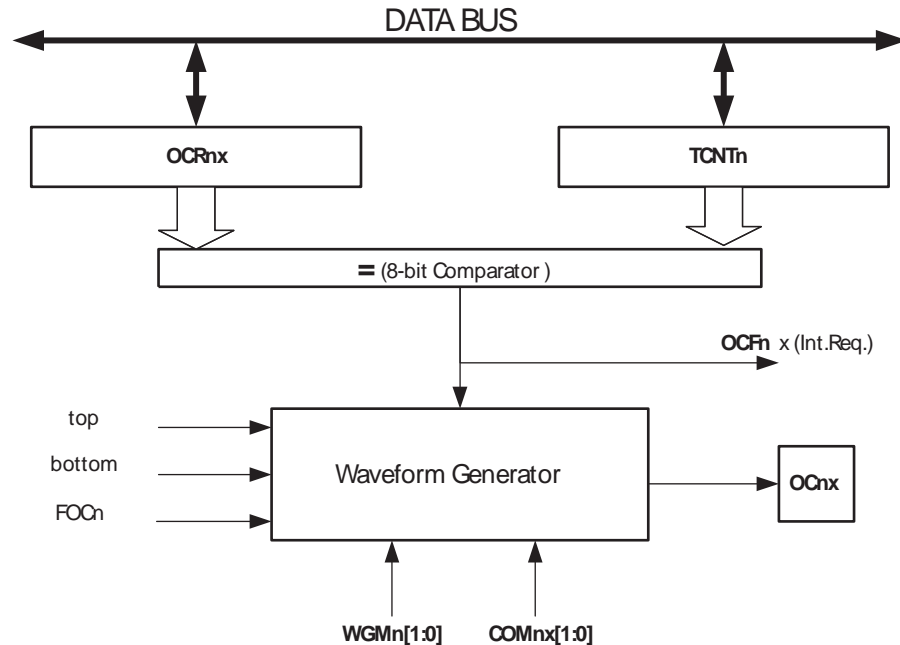 DATA BUS
OCRnx
TCNTn
= (8-bit Comparator )
OCFn x (Int.Req.)
top
bottom
FOCn
Waveform Generator
OCnx
WGMn[1:0]
COMnx[1:0]